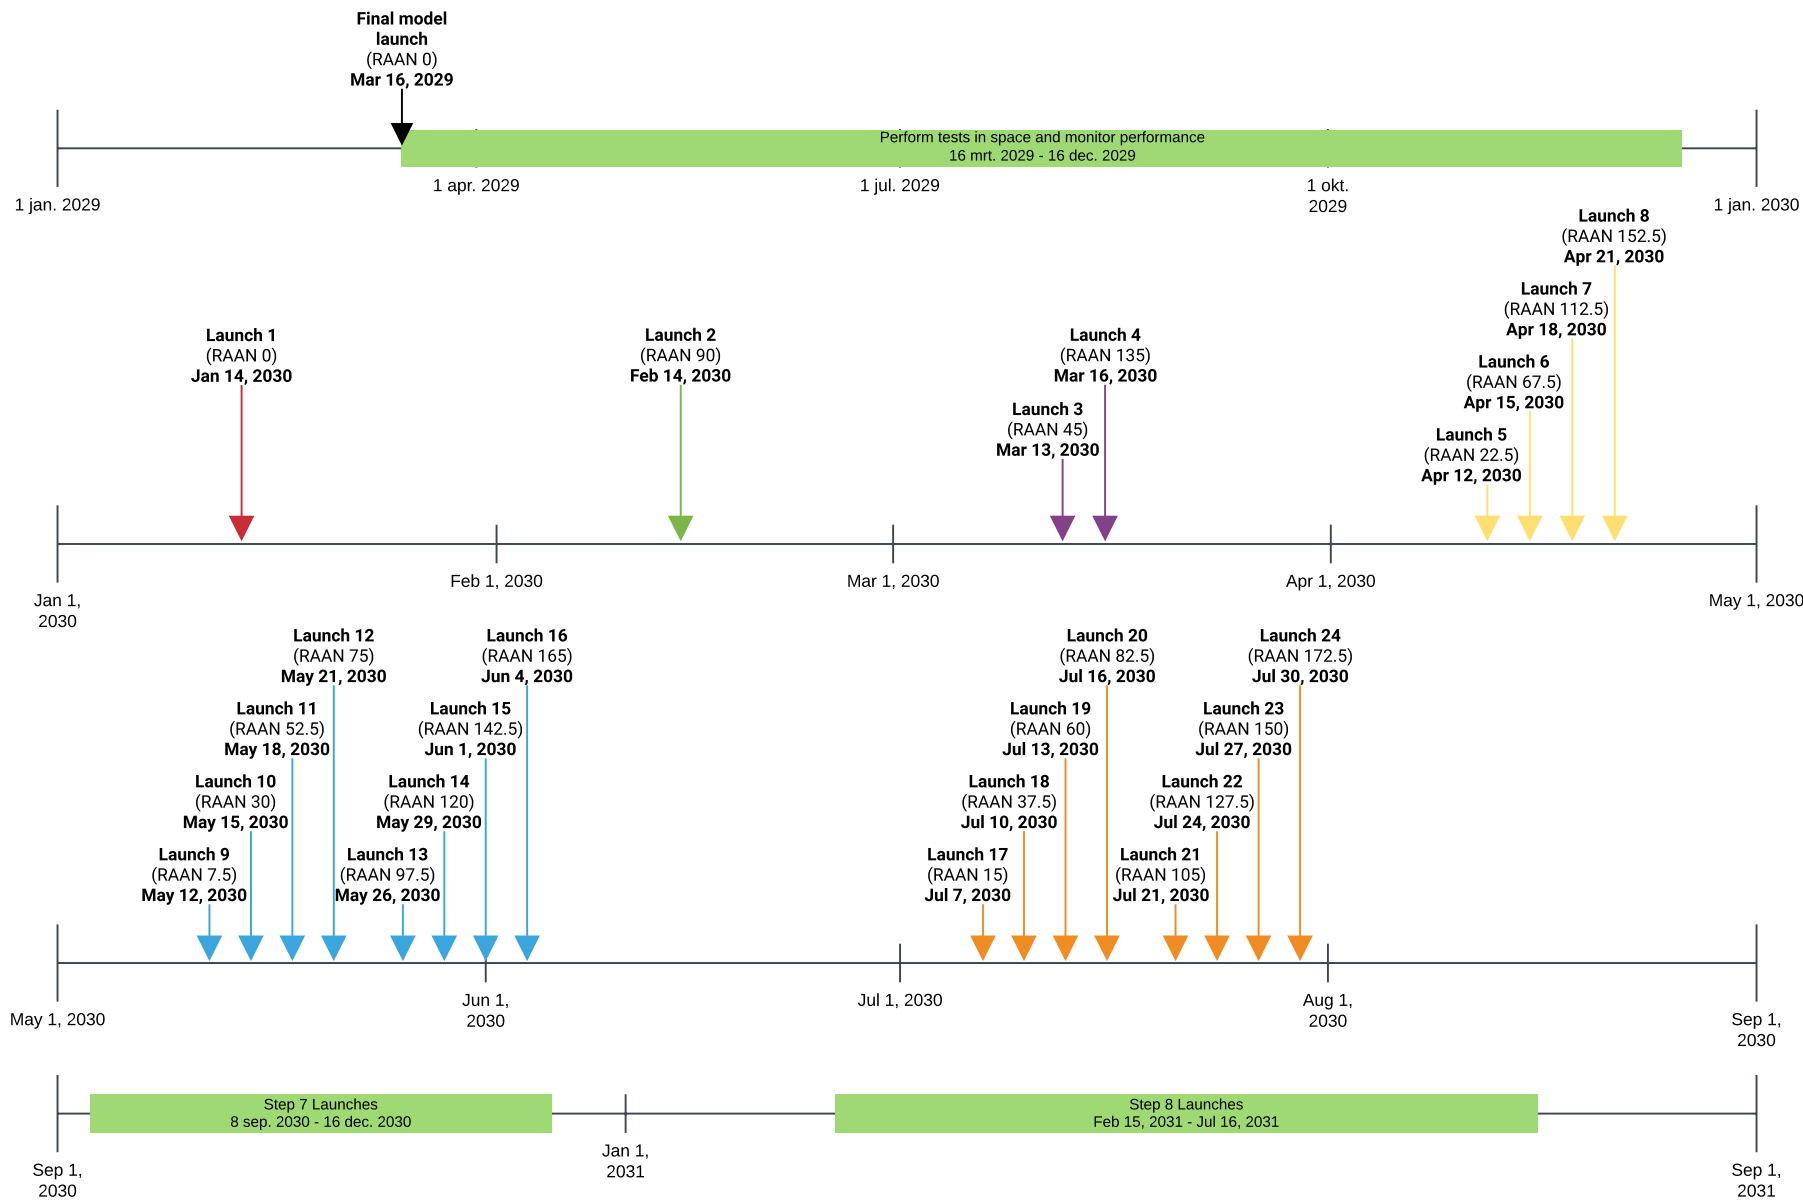 Final model
launch
(RAAN 0)
Mar 16, 2029
Perform tests in space and monitor performance
16 mrt. 2029 - 16 dec. 2029
1 jan. 2029
1 apr. 2029
1 jul. 2029
1 okt.
2029
1 jan. 2030
Launch 1
(RAAN 0)
Jan 14, 2030
Launch 2
(RAAN 90)
Feb 14, 2030
Launch 3
(RAAN 45)
Mar 13, 2030
Launch 4
(RAAN 135)
Mar 16, 2030
Launch 5
(RAAN 22.5)
Apr 12, 2030
Launch 6
(RAAN 67.5)
Apr 15, 2030
Launch 7
(RAAN 112.5)
Apr 18, 2030
Launch 8
(RAAN 152.5)
Apr 21, 2030
Jan 1,
2030
Feb 1, 2030
Mar 1, 2030
Apr 1, 2030
May 1, 2030
Launch 9
(RAAN 7.5)
May 12, 2030
Launch 10
(RAAN 30)
May 15, 2030
Launch 11
(RAAN 52.5)
May 18, 2030
Launch 12
(RAAN 75)
May 21, 2030
Launch 13
(RAAN 97.5)
May 26, 2030
Launch 14
(RAAN 120)
May 29, 2030
Launch 15
(RAAN 142.5)
Jun 1, 2030
Launch 16
(RAAN 165)
Jun 4, 2030
Launch 17
(RAAN 15)
Jul 7, 2030
Launch 18
(RAAN 37.5)
Jul 10, 2030
Launch 19
(RAAN 60)
Jul 13, 2030
Launch 20
(RAAN 82.5)
Jul 16, 2030
Launch 21
(RAAN 105)
Jul 21, 2030
Launch 22
(RAAN 127.5)
Jul 24, 2030
Launch 23
(RAAN 150)
Jul 27, 2030
Launch 24
(RAAN 172.5)
Jul 30, 2030
May 1, 2030
Jun 1,
2030
Jul 1, 2030
Aug 1,
2030
Sep 1,
2030
Step 7 Launches
8 sep. 2030 - 16 dec. 2030
Step 8 Launches
Feb 15, 2031 - Jul 16, 2031
Sep 1,
2030
Jan 1,
2031
Sep 1,
2031